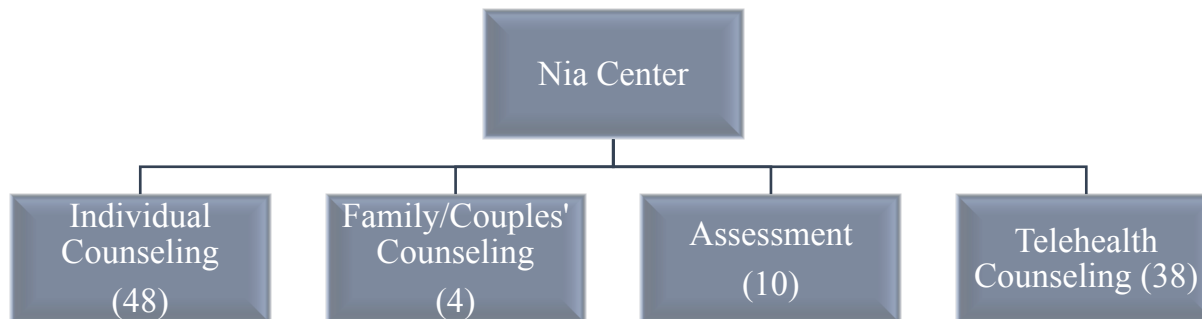 Nia Center
Individual
Counseling
(48)
Family/Couples'
Counseling
(4)
Assessment
(10)
Telehealth
Counseling (38)